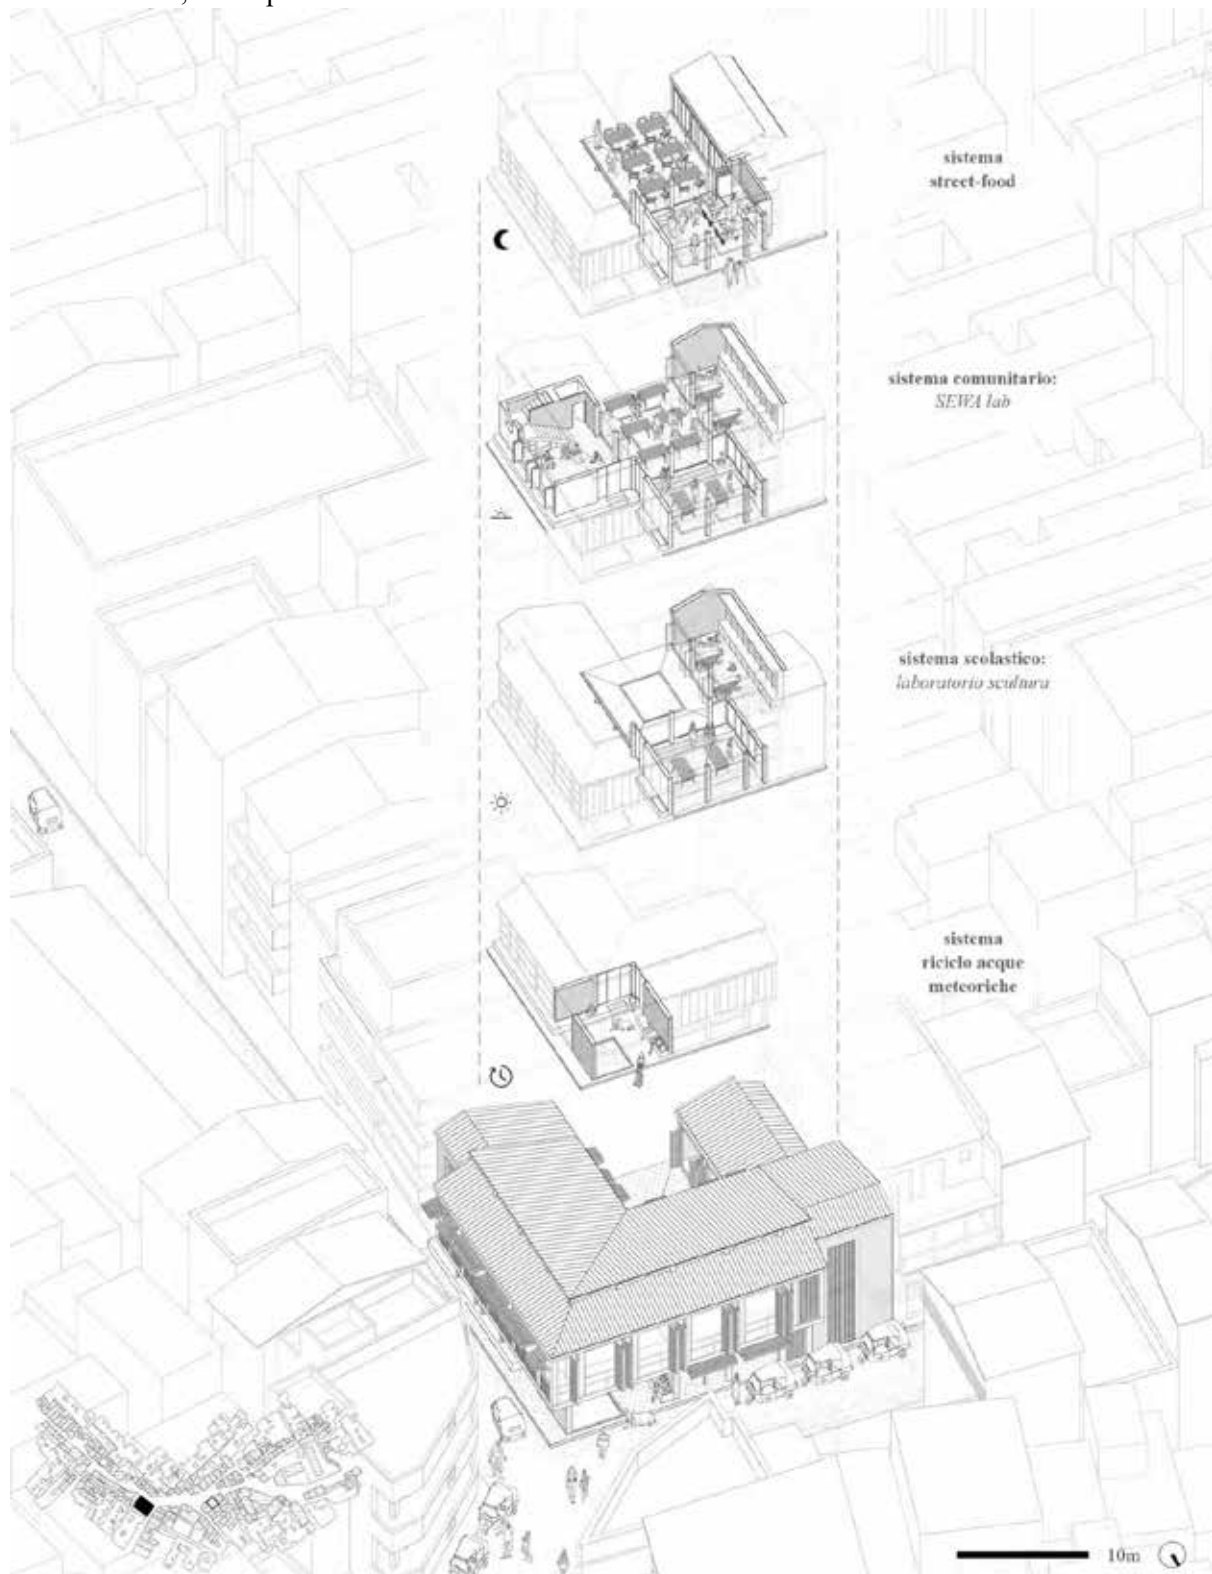 sistema
street-food
sistema comunitario:
SEWA lab
sistema scolastico:
laboratorio scultura
sistema
riciclo acque
meteoriche
10m